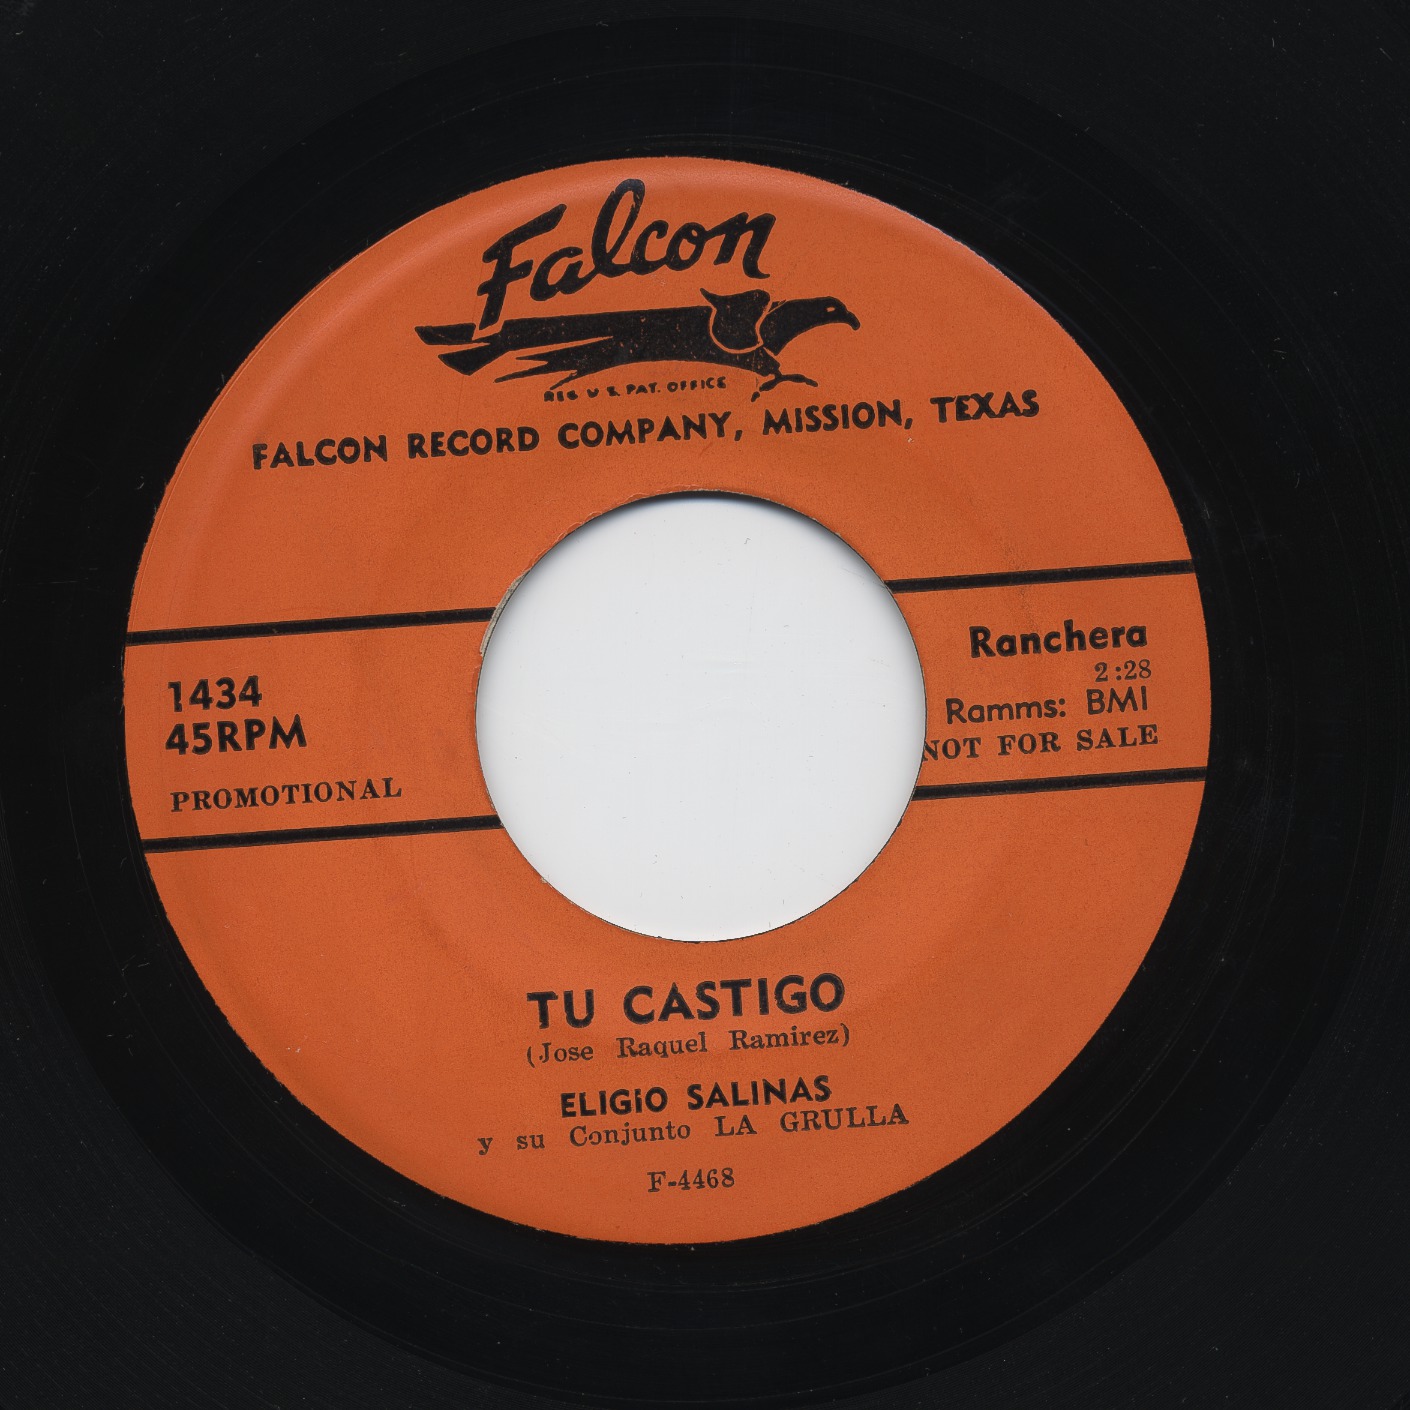 Falcon
REG U S. PAT. OFFICE
FALCON RECORD COMPANY, MISSION, TEXAS
1434
45RPM
PROMOTIONAL
Ranchera
2:28
Ramms: BMI
NOT FOR SALE
TU CASTIGO
(Jose Raquel Ramirez)
ELIGiO SALINAS
y su Conjunto LA GRULLA
F-4468